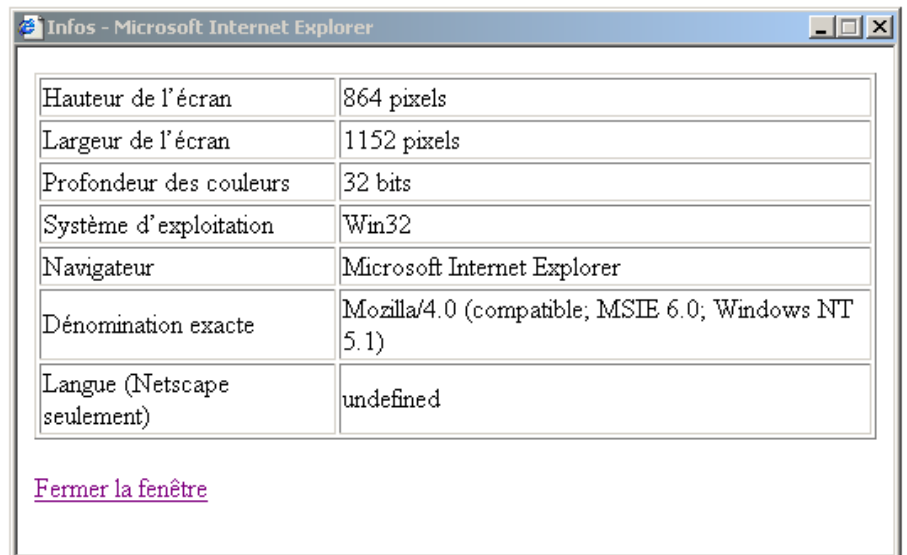 Infos - Microsoft Internet Explorer
Hauteur de l'écran 864 pixels
Largeur de l'écran 1152 pixels
Profondeur des couleurs 32 bits
Système d'exploitation Win32
Navigateur Microsoft Internet Explorer
Dénomination exacte Mozilla/4.0 (compatible; MSIE 6.0; Windows NT
5.1)
Langue (Netscape
seulement) undefined
Fermer la fenêtre